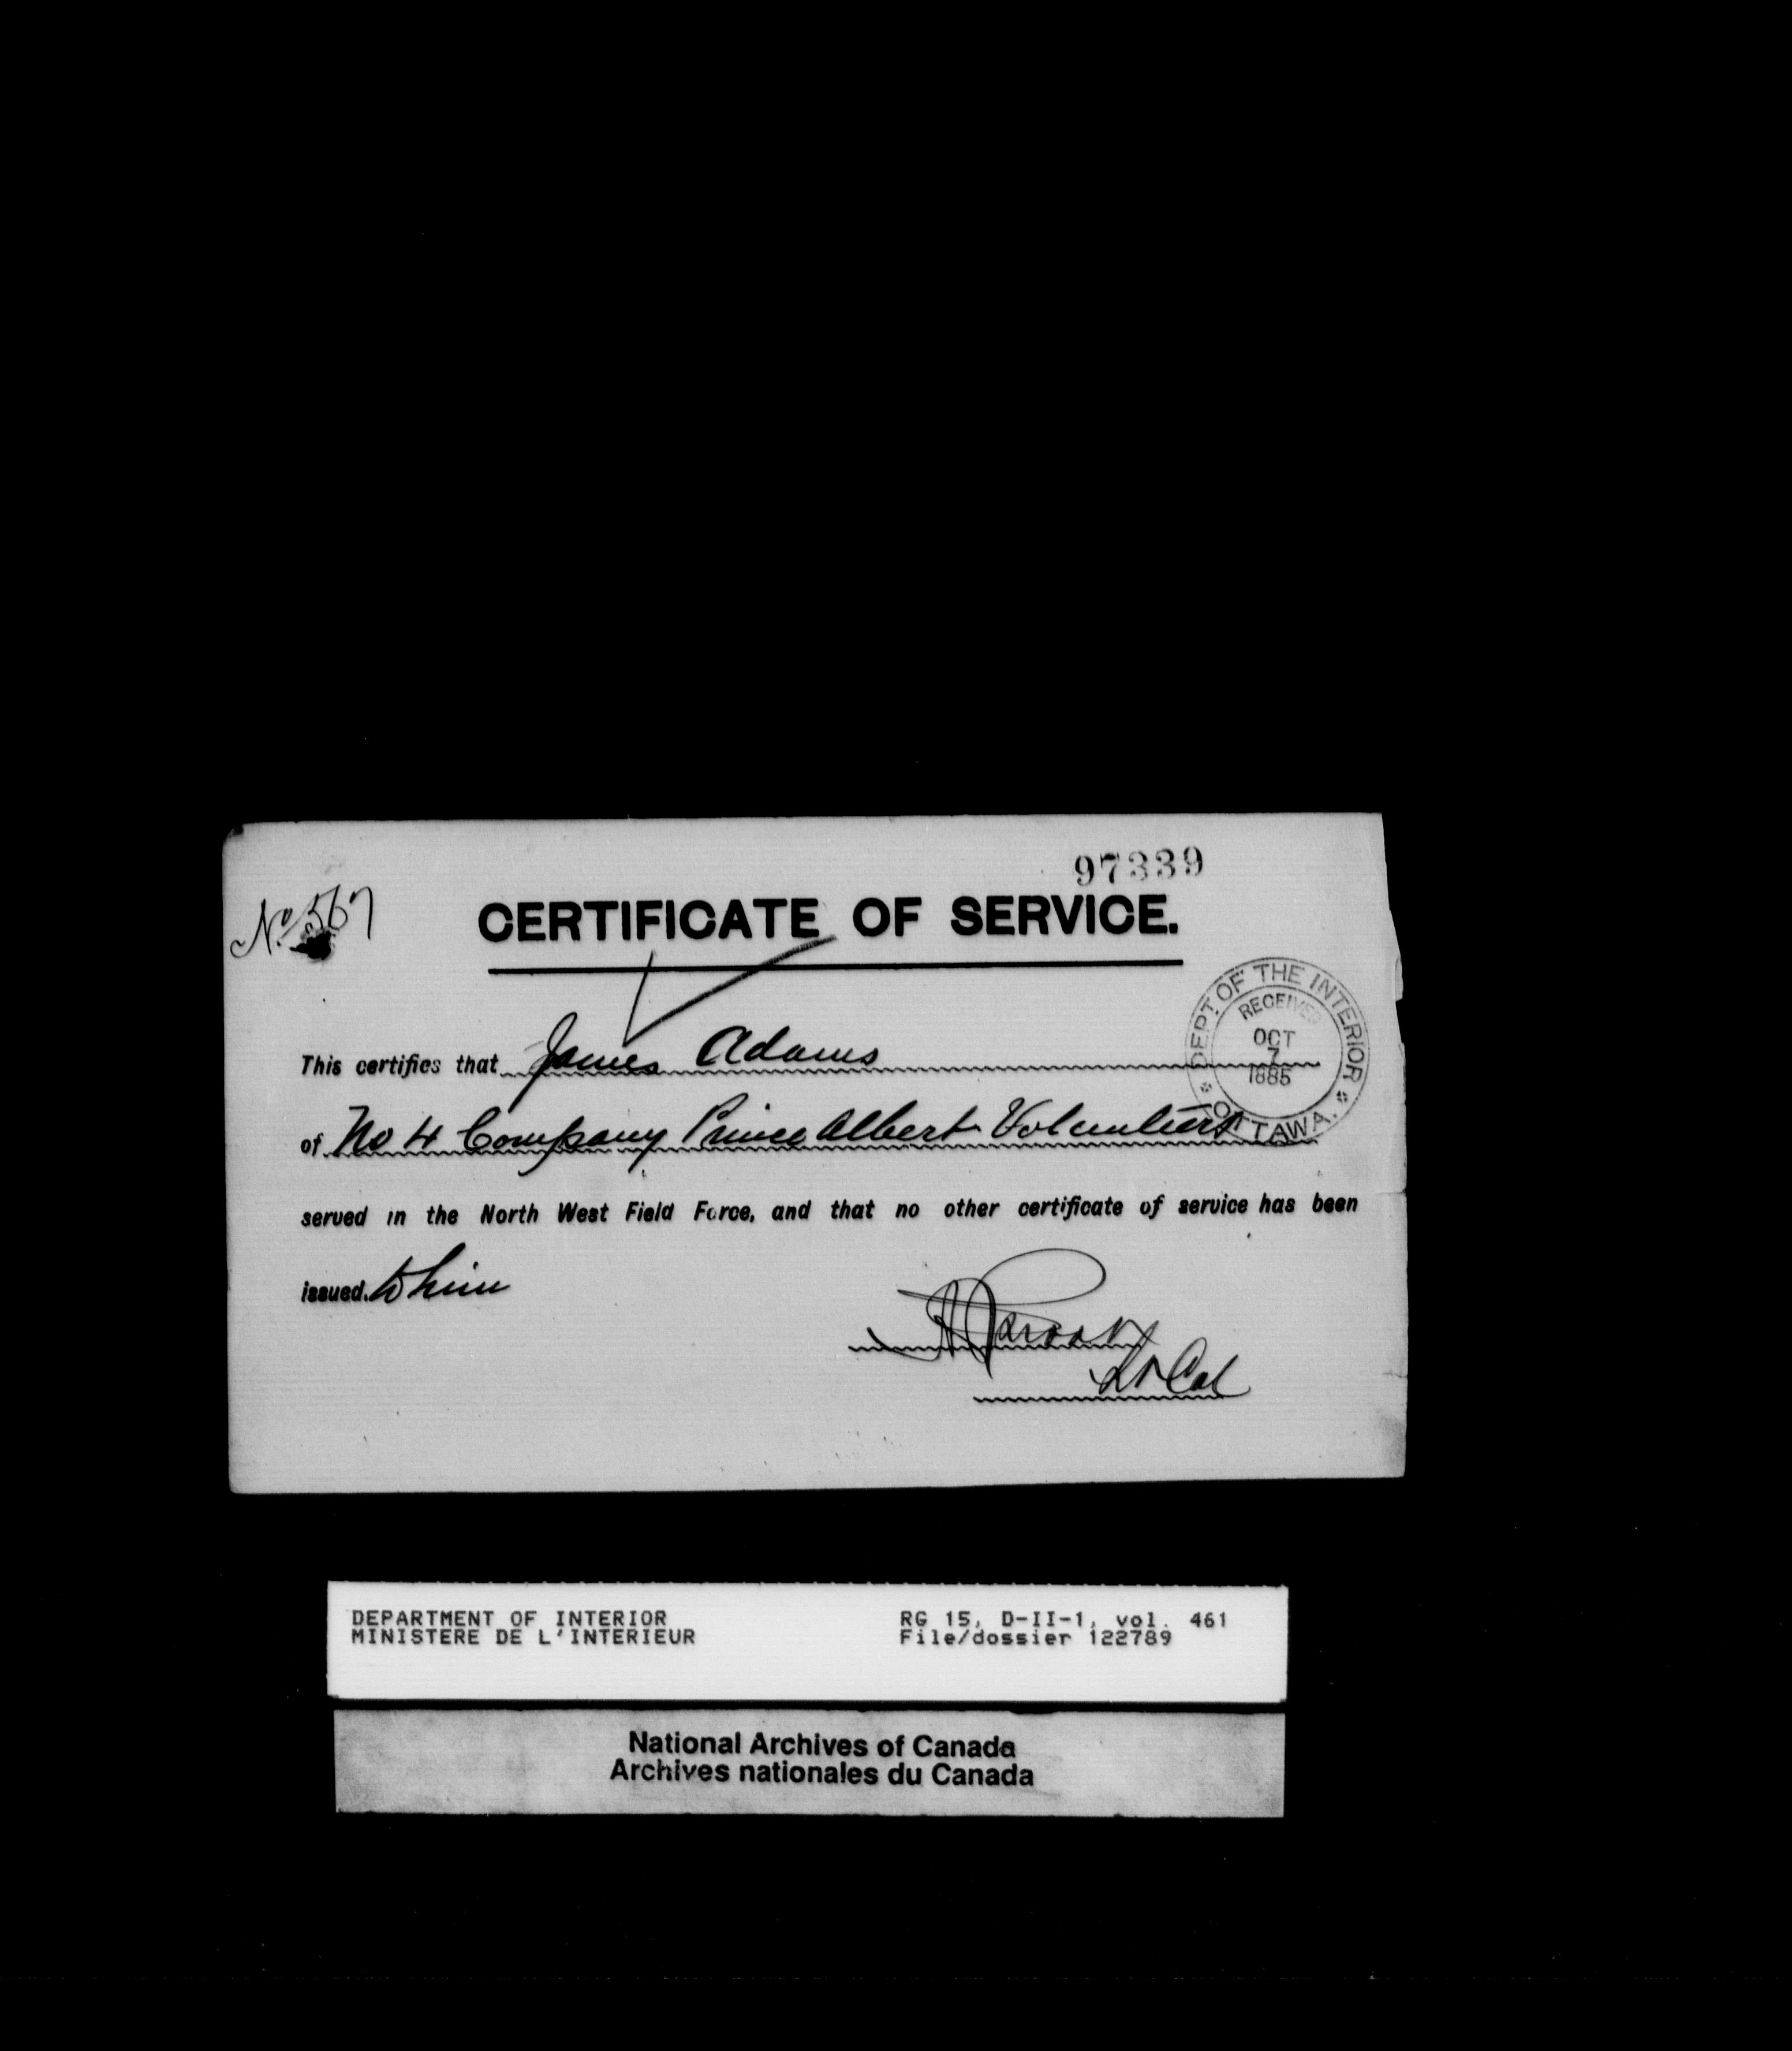 97339
No. 567
CERTIFICATE OF SERVICE.
DEPT. OF THE INTERIOR
RECEIVED
OCT
7
1885
OTTAWA.
This certifies that James Adams
of No 4 Company Prince Albert Volunteers
served in the North West Field Force, and that no other certificate of service has been
issued. to him
Lt Col
DEPARTMENT OF INTERIOR
MINISTERE DE L'INTERIEUR
RG 15, D-II-1, vol. 461
File/dossier 122789
National Archives of Canada
Archives nationales du Canada